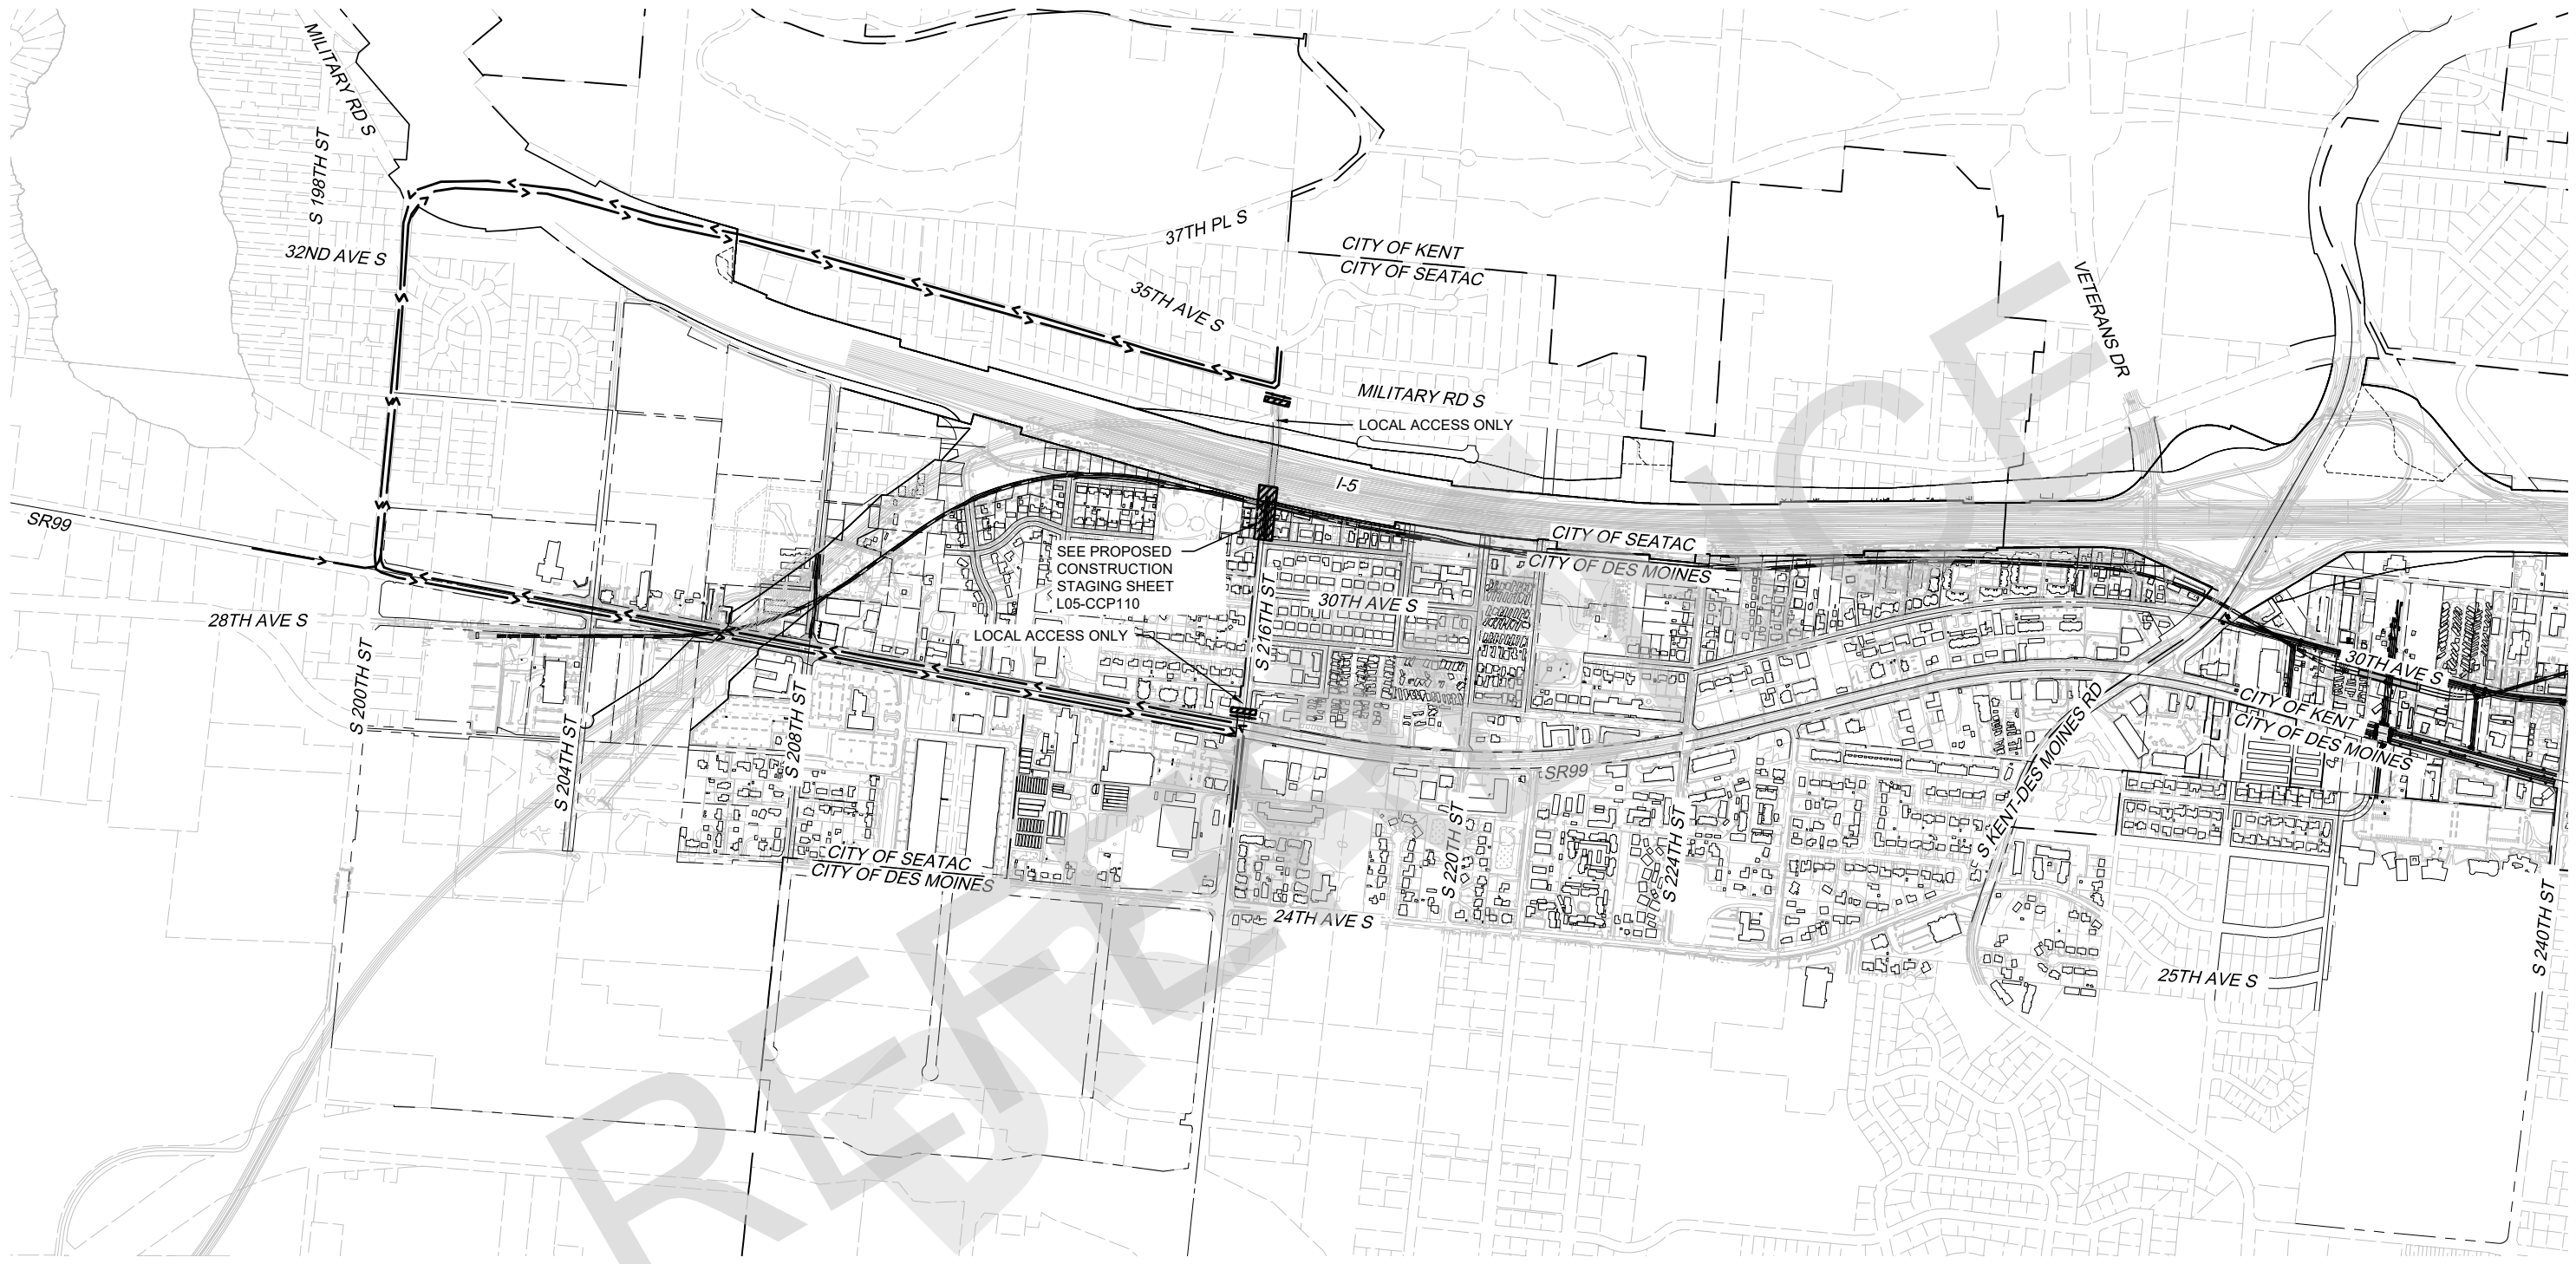 MILITARY RD S
S 198TH ST
32ND AVE S
37TH PL S
35TH AVE S
CITY OF KENT
CITY OF SEATAC
VETERANS DR
MILITARY RD S
LOCAL ACCESS ONLY
I-5
SR99
28TH AVE S
S 200TH ST
S 204TH ST
S 208TH ST
SEE PROPOSED
CONSTRUCTION
STAGING SHEET
L05-CCP110
LOCAL ACCESS ONLY
S 216TH ST
30TH AVE S
CITY OF SEATAC
CITY OF DES MOINES
30TH AVE S
CITY OF KENT
CITY OF DES MOINES
SR99
S KENT-DES MOINES RD
S 220TH ST
S 224TH ST
CITY OF SEATAC
CITY OF DES MOINES
24TH AVE S
25TH AVE S
S 240TH ST